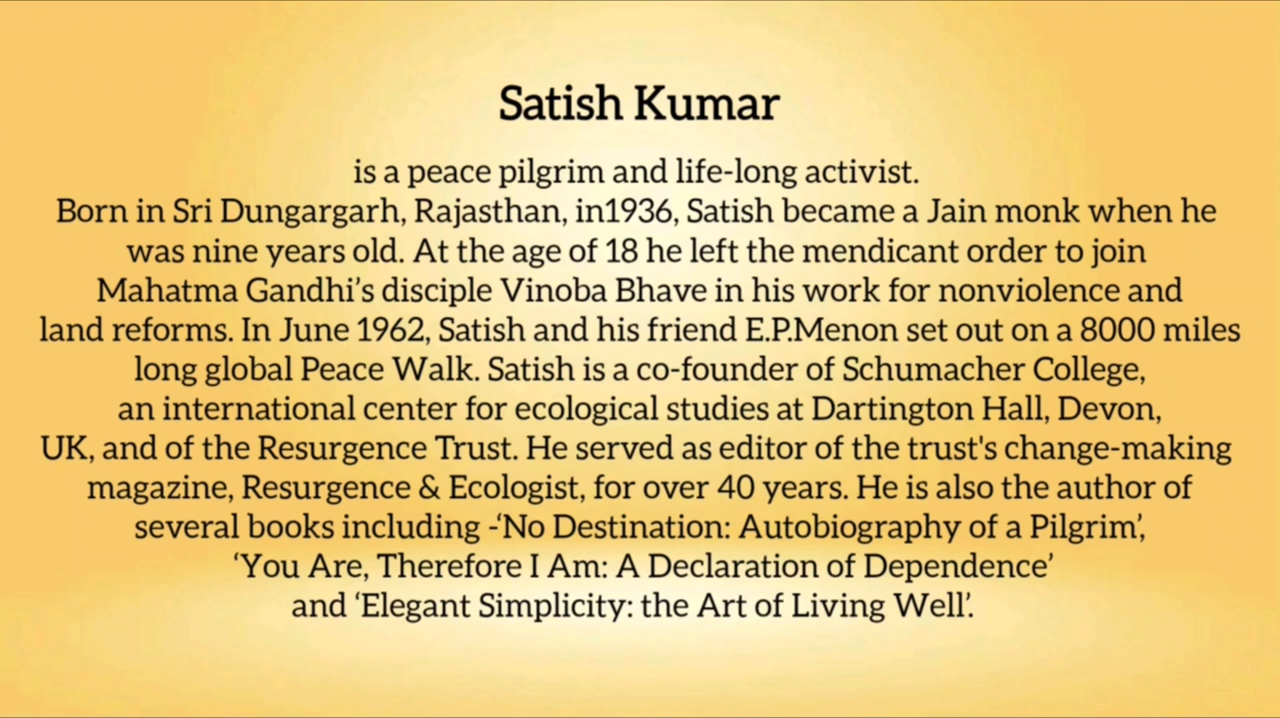 Satish Kumar
is a peace pilgrim and life-long activist.
Born in Sri Dungargarh, Rajasthan, in1936, Satish became a Jain monk when he
was nine years old. At the age of 18 he left the mendicant order to join
Mahatma Gandhi’s disciple Vinoba Bhave in his work for nonviolence and
land reforms. In June 1962, Satish and his friend E.P.Menon set out on a 8000 miles
long global Peace Walk. Satish is a co-founder of Schumacher College,
an international center for ecological studies at Dartington Hall, Devon,
UK, and of the Resurgence Trust. He served as editor of the trust's change-making
magazine, Resurgence & Ecologist, for over 40 years. He is also the author of
several books including -‘No Destination: Autobiography of a Pilgrim’,
‘You Are, Therefore I Am: A Declaration of Dependence’
and ‘Elegant Simplicity: the Art of Living Well’.